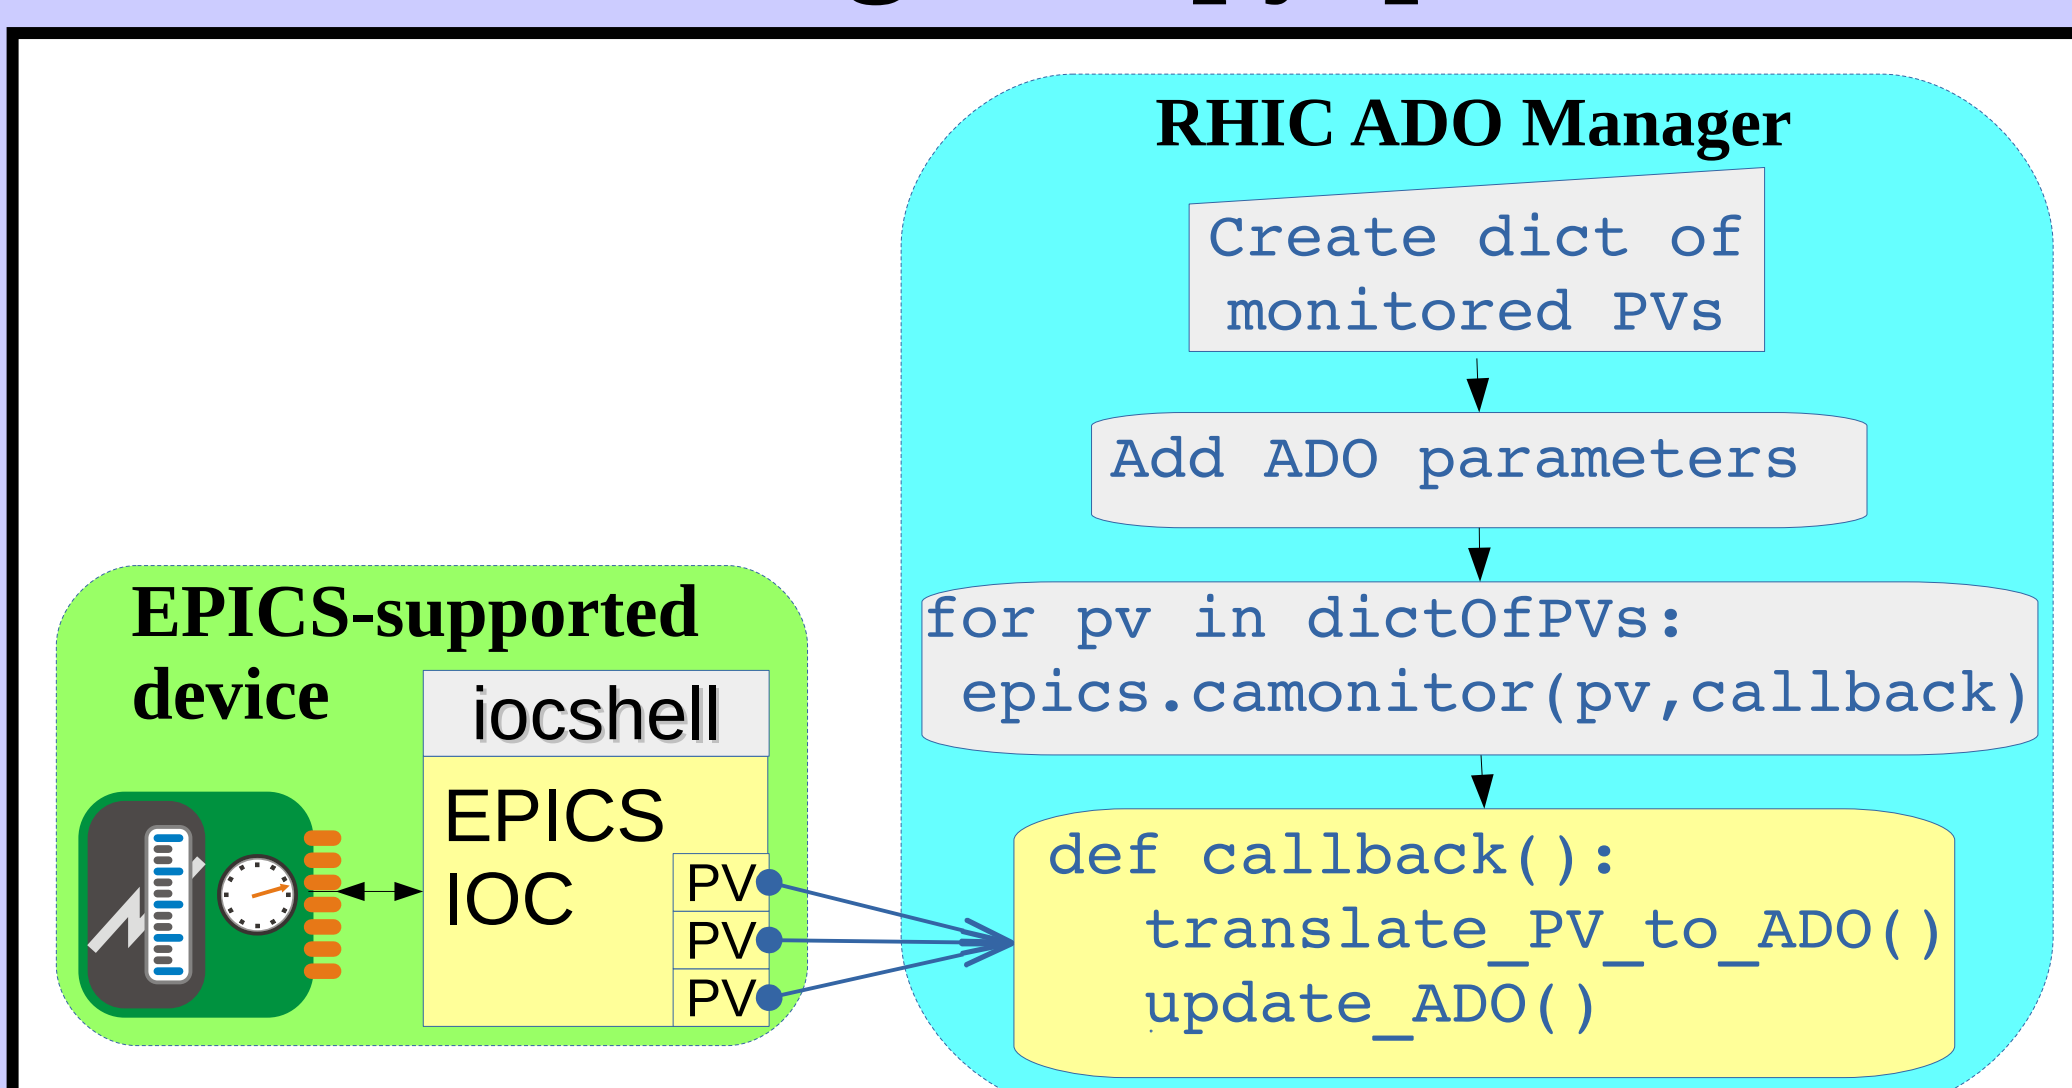 RHIC ADO Manager
Create dict of
monitored PVs
Add ADO parameters
for pv in dictOfPVs:
epics.camonitor(pv,callback)
def callback():
translate_PV_to_ADO()
update_ADO()
EPICS-supported
device
iocshell
EPICS
IOC
PV
PV
PV